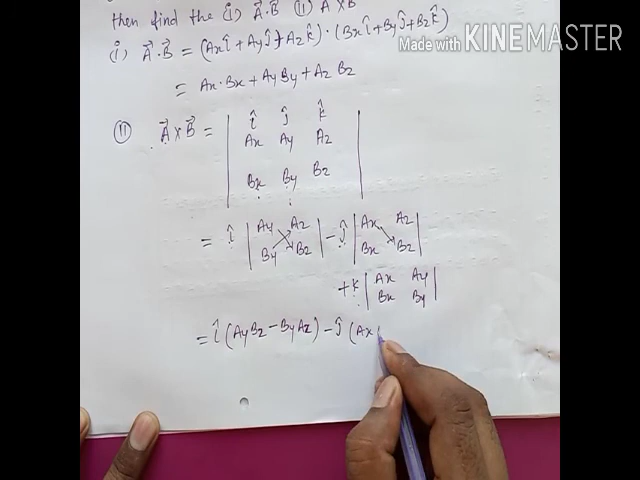 then find the (i) A⃗·B⃗ (ii) A⃗×B⃗
Made with KINEMASTER
(i) A⃗·B⃗ = (Axî + Ayĵ + Azk̂)·(Bxî + Byĵ + Bzk̂)
= Ax·Bx + AyBy + Az Bz
(ii) A⃗×B⃗ = | î ĵ k̂ |
| Ax Ay Az |
| Bx By Bz |
= î | Ay Az | - ĵ | Ax Az |
| By Bz | | Bx Bz |
+ k̂ | Ax Ay |
| Bx By |
= î (AyBz - ByAz) - ĵ (Ax